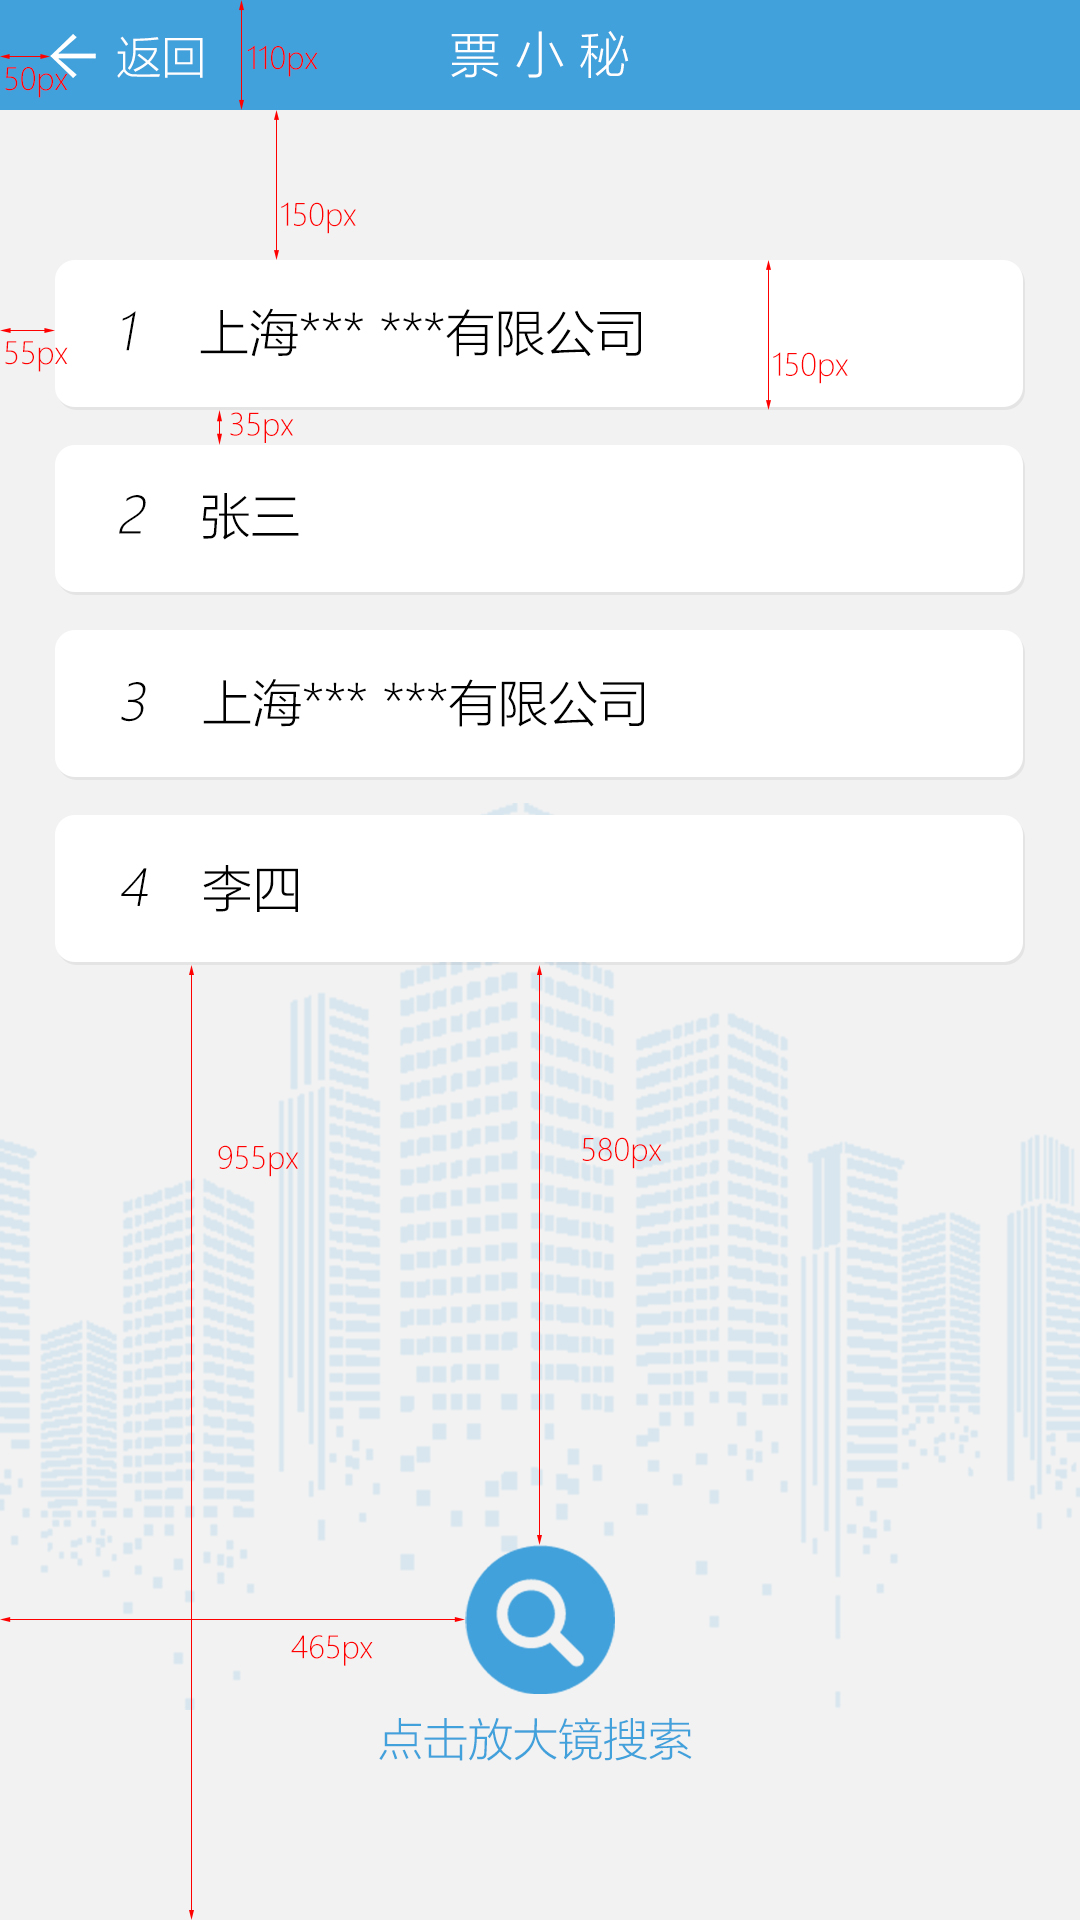 返回
票小秘
110px
50px
150px
1 上海*** ***有限公司
150px
55px
35px
2 张三
3 上海*** ***有限公司
4 李四
955px
580px
465px
点击放大镜搜索